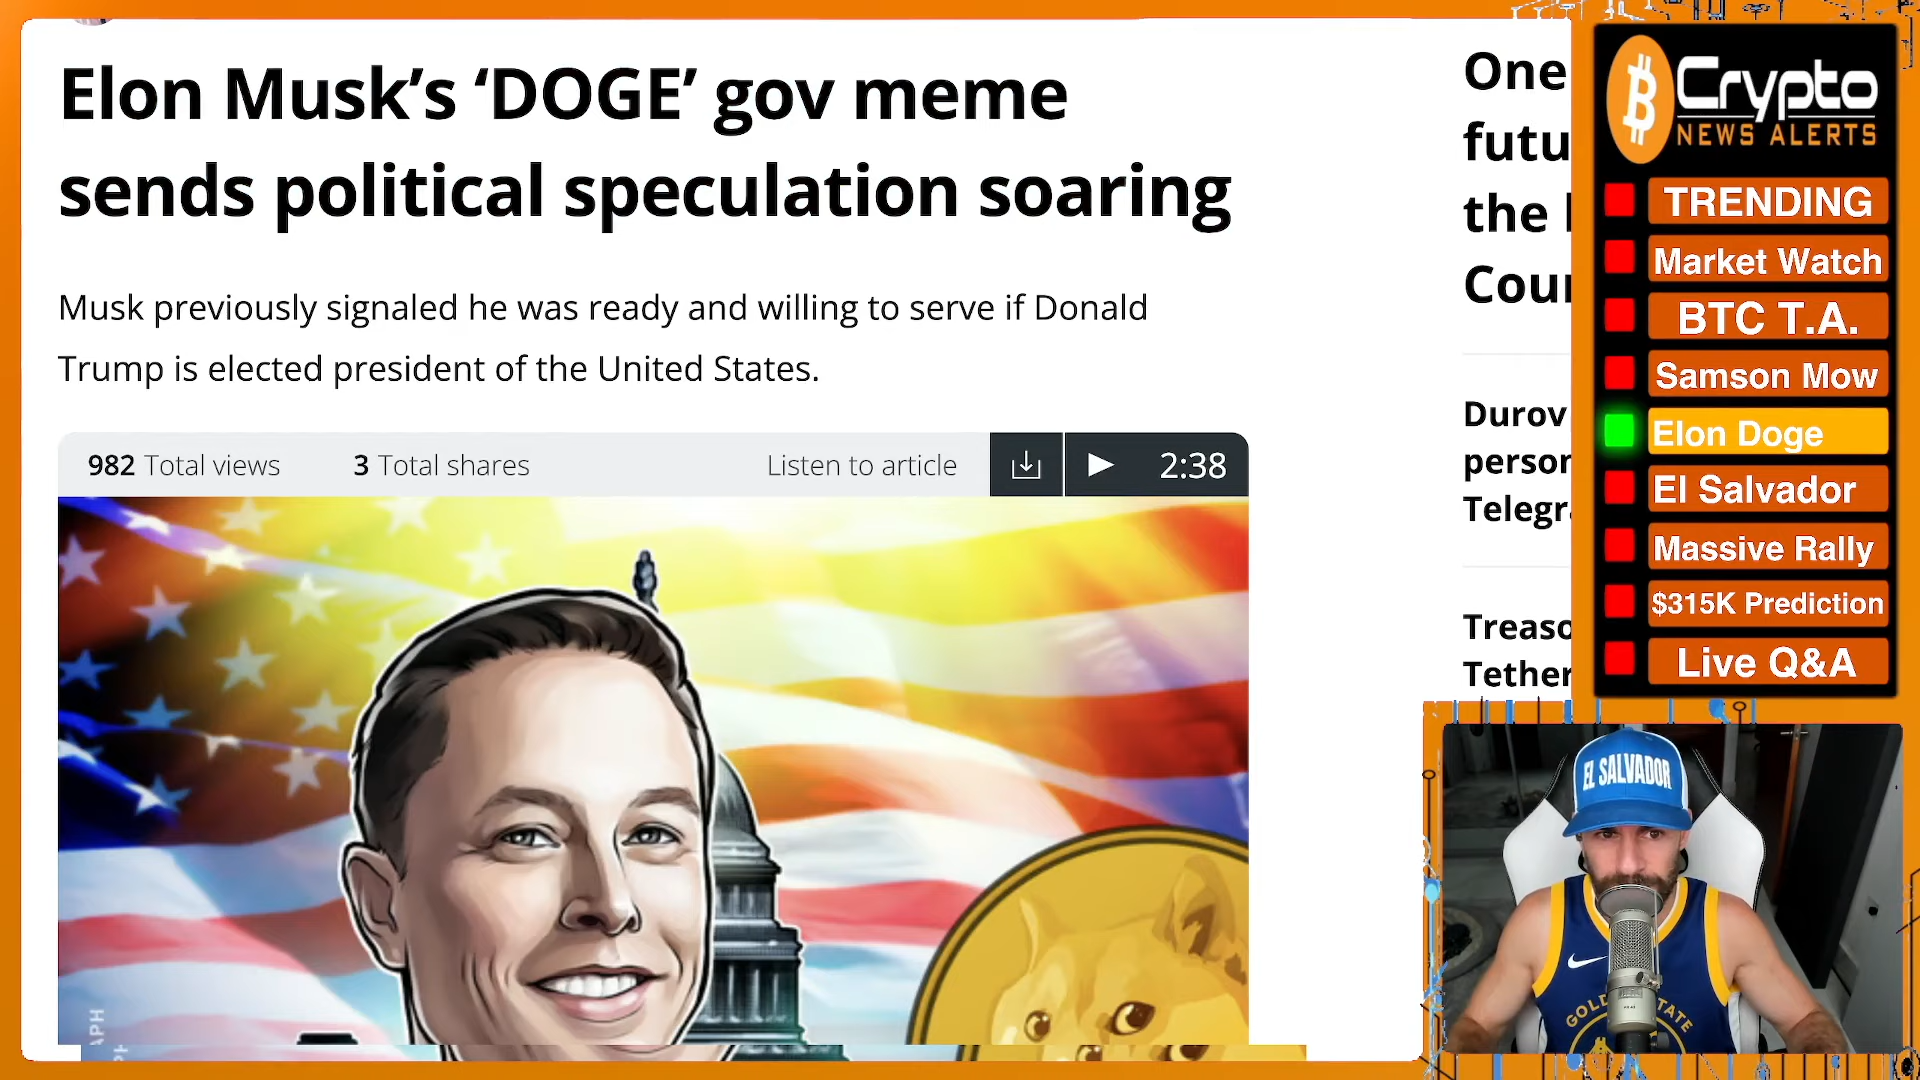 Elon Musk’s ‘DOGE’ gov meme
sends political speculation soaring
Musk previously signaled he was ready and willing to serve if Donald
Trump is elected president of the United States.
982 Total views
3 Total shares
Listen to article
2:38
One
futu
the
Cou
Durov
person
Telegr
Treaso
Tether
Crypto
NEWS ALERTS
TRENDING
Market Watch
BTC T.A.
Samson Mow
Elon Doge
El Salvador
Massive Rally
$315K Prediction
Live Q&A
EL SALVADOR
GOLDEN STATE